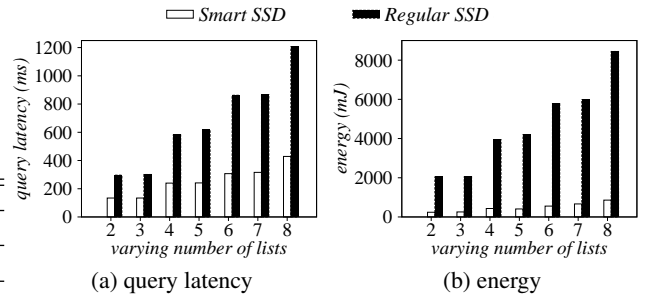 Smart SSD Regular SSD
query latency (ms)
1200
1000
800
600
400
200
0
2 3 4 5 6 7 8
varying number of lists
(a) query latency
energy (mJ)
8000
6000
4000
2000
0
2 3 4 5 6 7 8
varying number of lists
(b) energy